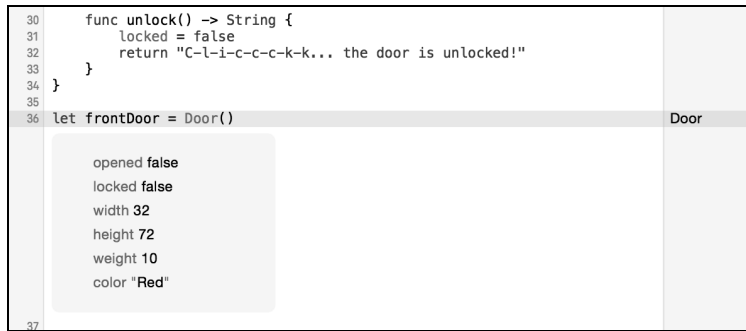 30 func unlock() -> String {
31 locked = false
32 return "C-l-i-c-c-c-k-k... the door is unlocked!"
33 }
34 }
35
36 let frontDoor = Door() Door
opened false
locked false
width 32
height 72
weight 10
color "Red"
37